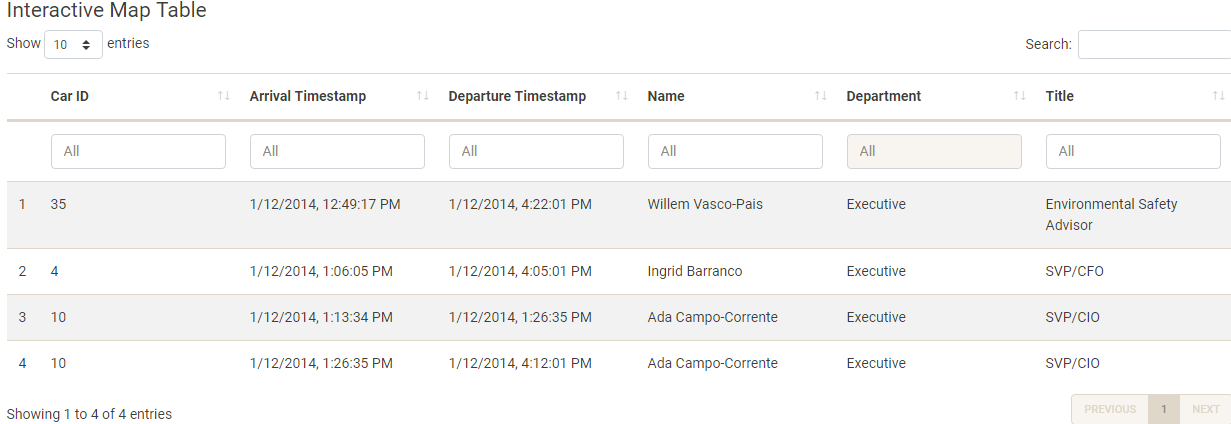 Interactive Map Table
Show 10 entries
Search:
Car ID Arrival Timestamp Departure Timestamp Name Department Title
All All All All All All
1 35 1/12/2014, 12:49:17 PM 1/12/2014, 4:22:01 PM Willem Vasco-Pais Executive Environmental Safety
Advisor
2 4 1/12/2014, 1:06:05 PM 1/12/2014, 4:05:01 PM Ingrid Barranco Executive SVP/CFO
3 10 1/12/2014, 1:13:34 PM 1/12/2014, 1:26:35 PM Ada Campo-Corrente Executive SVP/CIO
4 10 1/12/2014, 1:26:35 PM 1/12/2014, 4:12:01 PM Ada Campo-Corrente Executive SVP/CIO
Showing 1 to 4 of 4 entries
PREVIOUS 1 NEXT